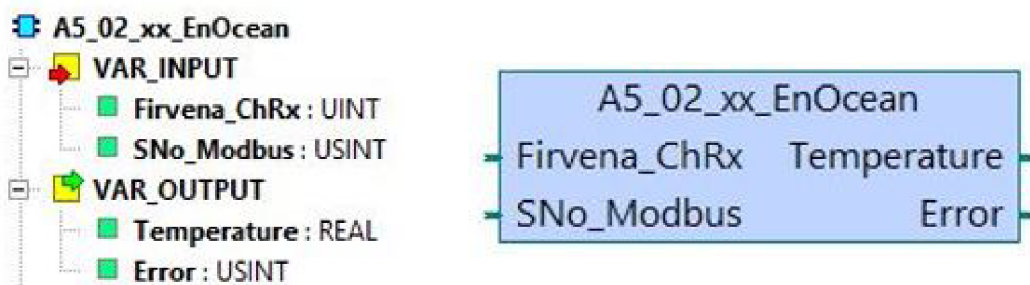 A5_02_xx_EnOcean
VAR_INPUT
Firvena_ChRx : UINT
SNo_Modbus : USINT
VAR_OUTPUT
Temperature : REAL
Error : USINT
A5_02_xx_EnOcean
Firvena_ChRx Temperature
SNo_Modbus Error